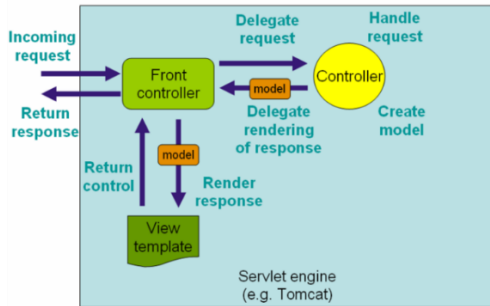 Incoming
request
Return
response
Front
controller
Delegate
request
model
Delegate
rendering
of response
Handle
request
Controller
Create
model
Return
control
model
Render
response
View
template
Servlet engine
(e.g. Tomcat)